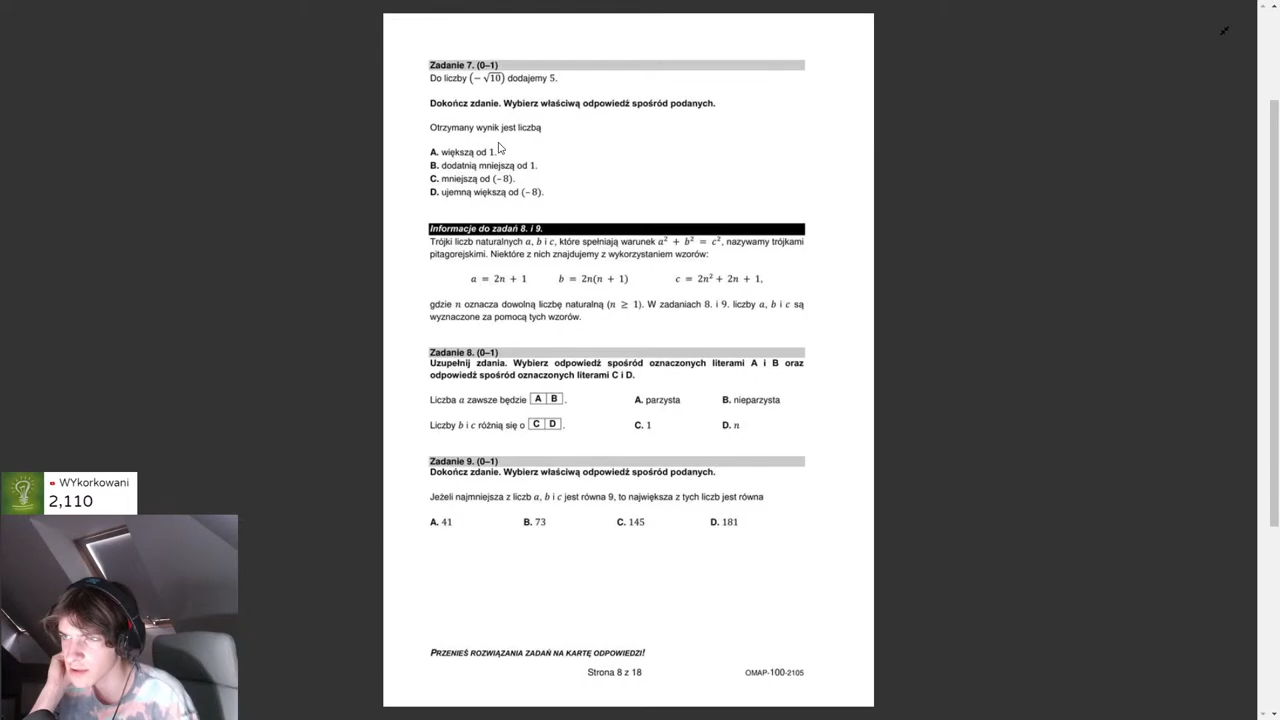 Zadanie 7. (0–1)
Do liczby (−√10) dodajemy 5.
Dokończ zdanie. Wybierz właściwą odpowiedź spośród podanych.
Otrzymany wynik jest liczbą
A. większą od 1.
B. dodatnią mniejszą od 1.
C. mniejszą od (−8).
D. ujemną większą od (−8).
Informacje do zadań 8. i 9.
Trójki liczb naturalnych a, b i c, które spełniają warunek a² + b² = c², nazywamy trójkami
pitagorejskimi. Niektóre z nich znajdujemy z wykorzystaniem wzorów:
a = 2n + 1 b = 2n(n + 1) c = 2n² + 2n + 1,
gdzie n oznacza dowolną liczbę naturalną (n ≥ 1). W zadaniach 8. i 9. liczby a, b i c są
wyznaczone za pomocą tych wzorów.
Zadanie 8. (0–1)
Uzupełnij zdania. Wybierz odpowiedź spośród oznaczonych literami A i B oraz
odpowiedź spośród oznaczonych literami C i D.
Liczba a zawsze będzie A B . A. parzysta B. nieparzysta
Liczby b i c różnią się o C D . C. 1 D. n
Zadanie 9. (0–1)
Dokończ zdanie. Wybierz właściwą odpowiedź spośród podanych.
Jeżeli najmniejsza z liczb a, b i c jest równa 9, to największa z tych liczb jest równa
A. 41 B. 73 C. 145 D. 181
WYkorkowani
2,110
PRZENIEŚ ROZWIĄZANIA ZADAŃ NA KARTĘ ODPOWIEDZI!
Strona 8 z 18 OMAP-100-2105